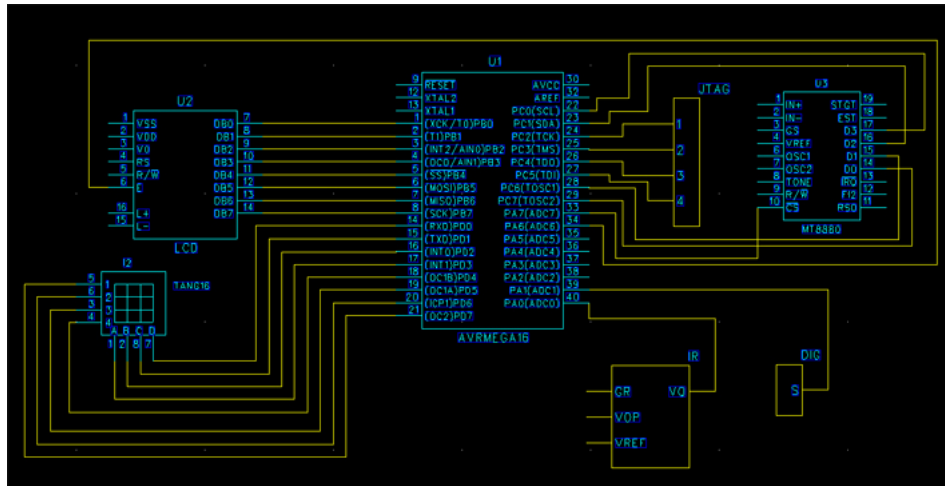 U2
1 VSS DB0 7
2 VDD DB1 8
3 VO DB2 9
4 RS DB3 10
5 R/W DB4 11
6 E DB5 12
DB6 13
16 L+ DB7 14
15 L-
LCD
I2
TANG16
5 1
6 2
3 3
4 4
A B C D
1 2 8 7
U1
9 RESET AVCC 30
12 XTAL2 AREF 32
13 XTAL1 PC0(SCL) 22
1 (XCK/T0)PB0 PC1(SDA) 23
2 (T1)PB1 PC2(TCK) 24
3 (INT2/AIN0)PB2 PC3(TMS) 25
4 (OC0/AIN1)PB3 PC4(TDO) 26
5 (SS)PB4 PC5(TDI) 27
6 (MOSI)PB5 PC6(TOSC1) 28
7 (MISO)PB6 PC7(TOSC2) 29
8 (SCK)PB7 PA7(ADC7) 33
14 (RXD)PD0 PA6(ADC6) 34
15 (TXD)PD1 PA5(ADC5) 35
16 (INT0)PD2 PA4(ADC4) 36
17 (INT1)PD3 PA3(ADC3) 37
18 (OC1B)PD4 PA2(ADC2) 38
19 (OC1A)PD5 PA1(ADC1) 39
20 (ICP1)PD6 PA0(ADC0) 40
21 (OC2)PD7
AVRMEGA16
JTAG
1
2
3
4
U3
1 IN+ STGT 19
2 IN- EST 18
3 GS D3 17
4 VREF D2 16
6 OSC1 D1 15
7 OSC2 D0 14
8 TONE IRQ 13
9 R/W FI2 12
10 CS RSO 11
MT8880
IR
GR VO
VOP
VREF
DIG
S